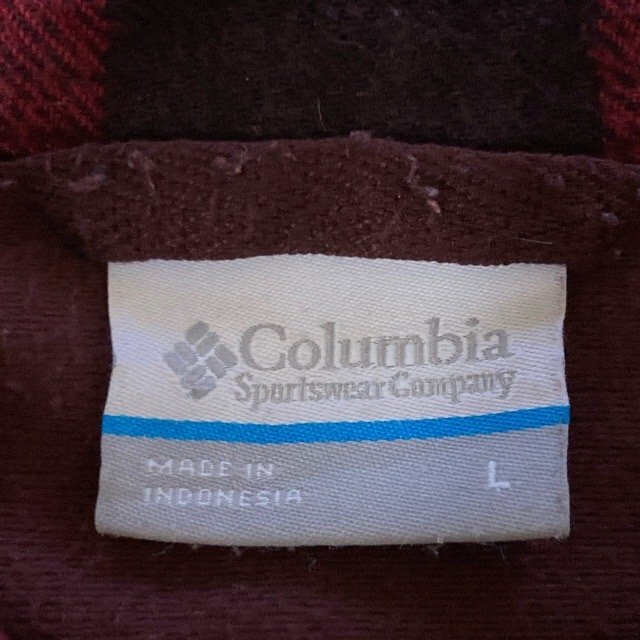 Columbia
Sportswear Company
MADE IN
INDONESIA
L